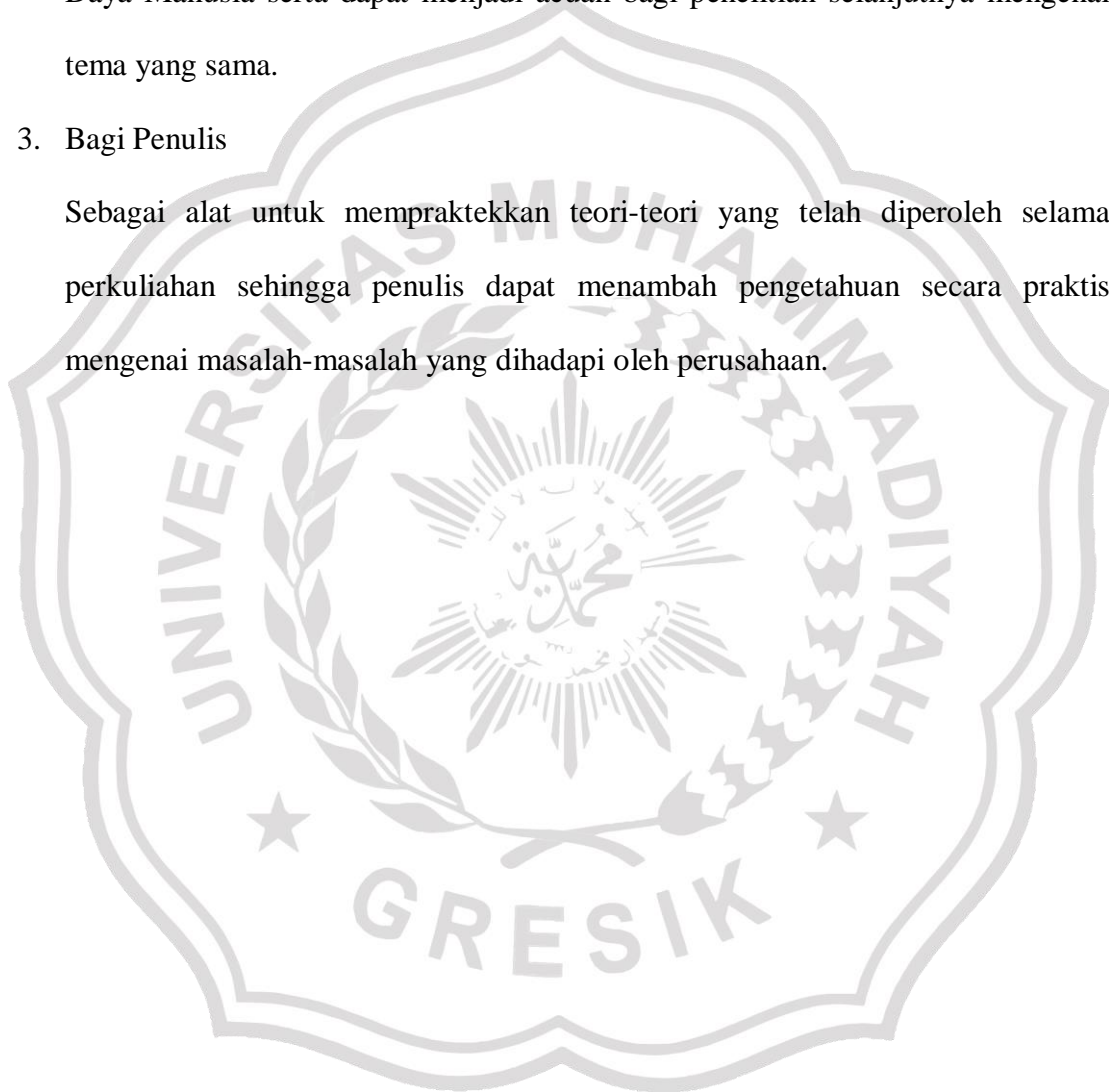 Daya Manusia serta dapat menjadi acuan bagi penelitian selanjutnya mengenai
tema yang sama.
3. Bagi Penulis
Sebagai alat untuk mempraktekkan teori-teori yang telah diperoleh selama
perkuliahan sehingga penulis dapat menambah pengetahuan secara praktis
mengenai masalah-masalah yang dihadapi oleh perusahaan.
UNIVERSITAS MUHAMMADIYAH
محمدية
GRESIK